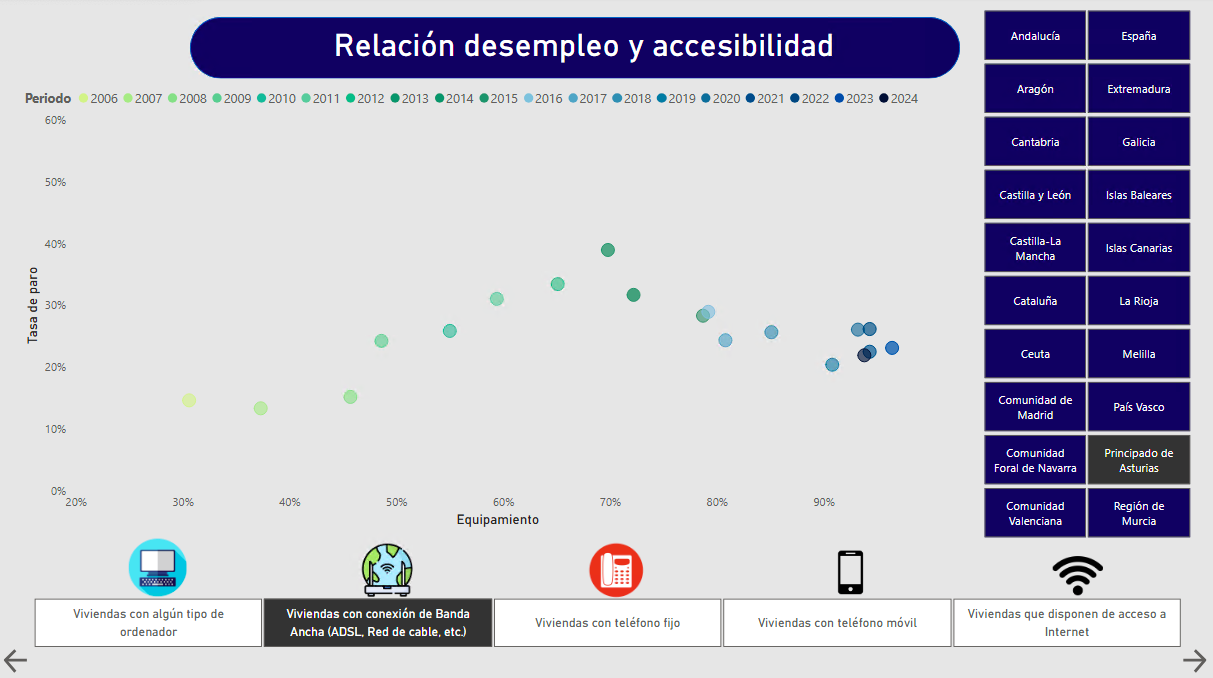 Relación desempleo y accesibilidad
Periodo 2006 2007 2008 2009 2010 2011 2012 2013 2014 2015 2016 2017 2018 2019 2020 2021 2022 2023 2024
60%
50%
40%
30%
20%
10%
0%
Tasa de paro
20% 30% 40% 50% 60% 70% 80% 90%
Equipamiento
Andalucía
España
Aragón
Extremadura
Cantabria
Galicia
Castilla y León
Islas Baleares
Castilla-La
Mancha
Islas Canarias
Cataluña
La Rioja
Ceuta
Melilla
Comunidad de
Madrid
País Vasco
Comunidad
Foral de Navarra
Principado de
Asturias
Comunidad
Valenciana
Región de
Murcia
Viviendas con algún tipo de
ordenador
Viviendas con conexión de Banda
Ancha (ADSL, Red de cable, etc.)
Viviendas con teléfono fijo
Viviendas con teléfono móvil
Viviendas que disponen de acceso a
Internet